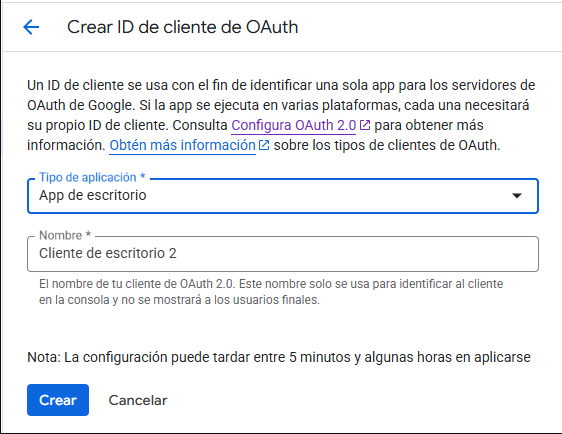 Crear ID de cliente de OAuth
Un ID de cliente se usa con el fin de identificar una sola app para los servidores de
OAuth de Google. Si la app se ejecuta en varias plataformas, cada una necesitará
su propio ID de cliente. Consulta Configura OAuth 2.0 para obtener más
información. Obtén más información sobre los tipos de clientes de OAuth.
Tipo de aplicación *
App de escritorio
Nombre *
Cliente de escritorio 2
El nombre de tu cliente de OAuth 2.0. Este nombre solo se usa para identificar al cliente
en la consola y no se mostrará a los usuarios finales.
Nota: La configuración puede tardar entre 5 minutos y algunas horas en aplicarse
Crear Cancelar